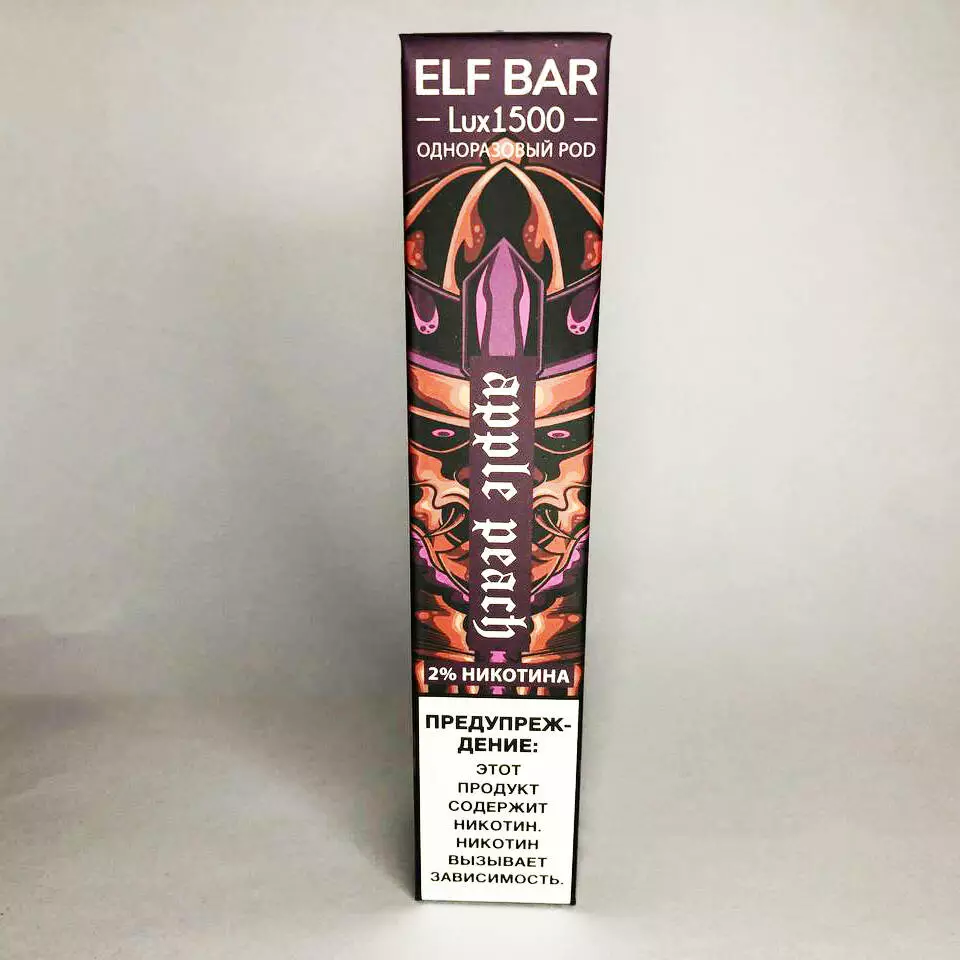 ELF BAR
— Lux1500 —
ОДНОРАЗОВЫЙ POD
apple peach
2% НИКОТИНА
ПРЕДУПРЕЖ-
ДЕНИЕ:
ЭТОТ
ПРОДУКТ
СОДЕРЖИТ
НИКОТИН.
НИКОТИН
ВЫЗЫВАЕТ
ЗАВИСИМОСТЬ.